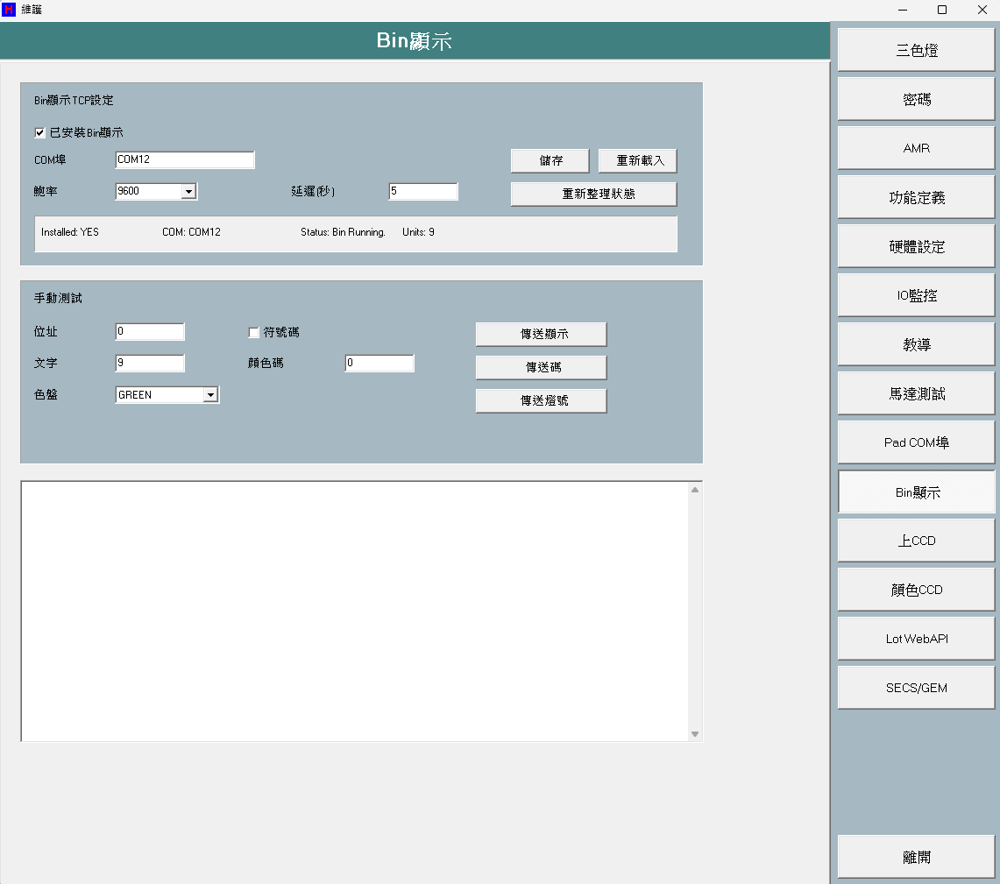 H 維護
Bin顯示
Bin顯示TCP設定
已安裝Bin顯示
COM埠 COM12 儲存 重新載入
鮑率 9600 延遲(秒) 5 重新整理狀態
Installed: YES COM: COM12 Status: Bin Running. Units: 9
手動測試
位址 0 符號碼 傳送顯示
文字 9 顏色碼 0 傳送碼
色盤 GREEN 傳送燈號
三色燈
密碼
AMR
功能定義
硬體設定
IO監控
教導
馬達測試
Pad COM埠
Bin顯示
上CCD
顏色CCD
Lot WebAPI
SECS/GEM
離開